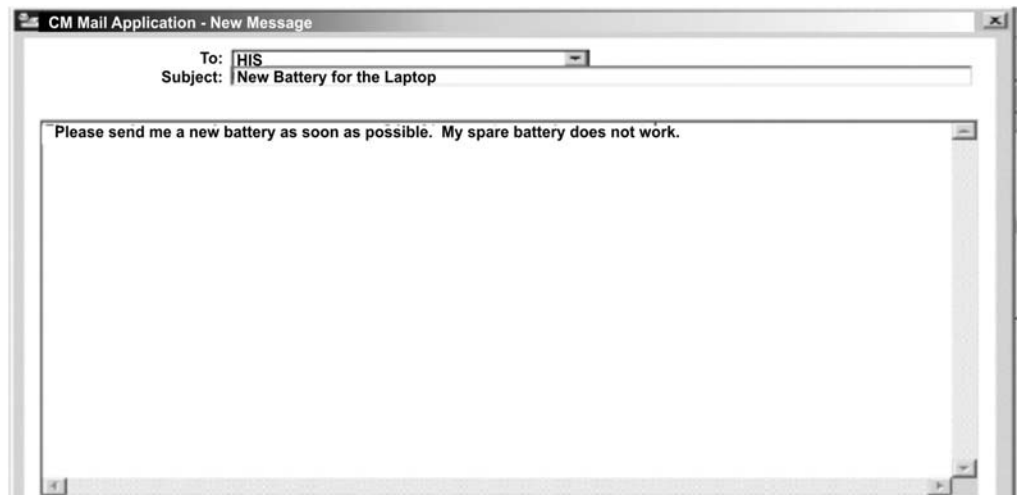 CM Mail Application - New Message
To: HIS
Subject: New Battery for the Laptop
Please send me a new battery as soon as possible.  My spare battery does not work.